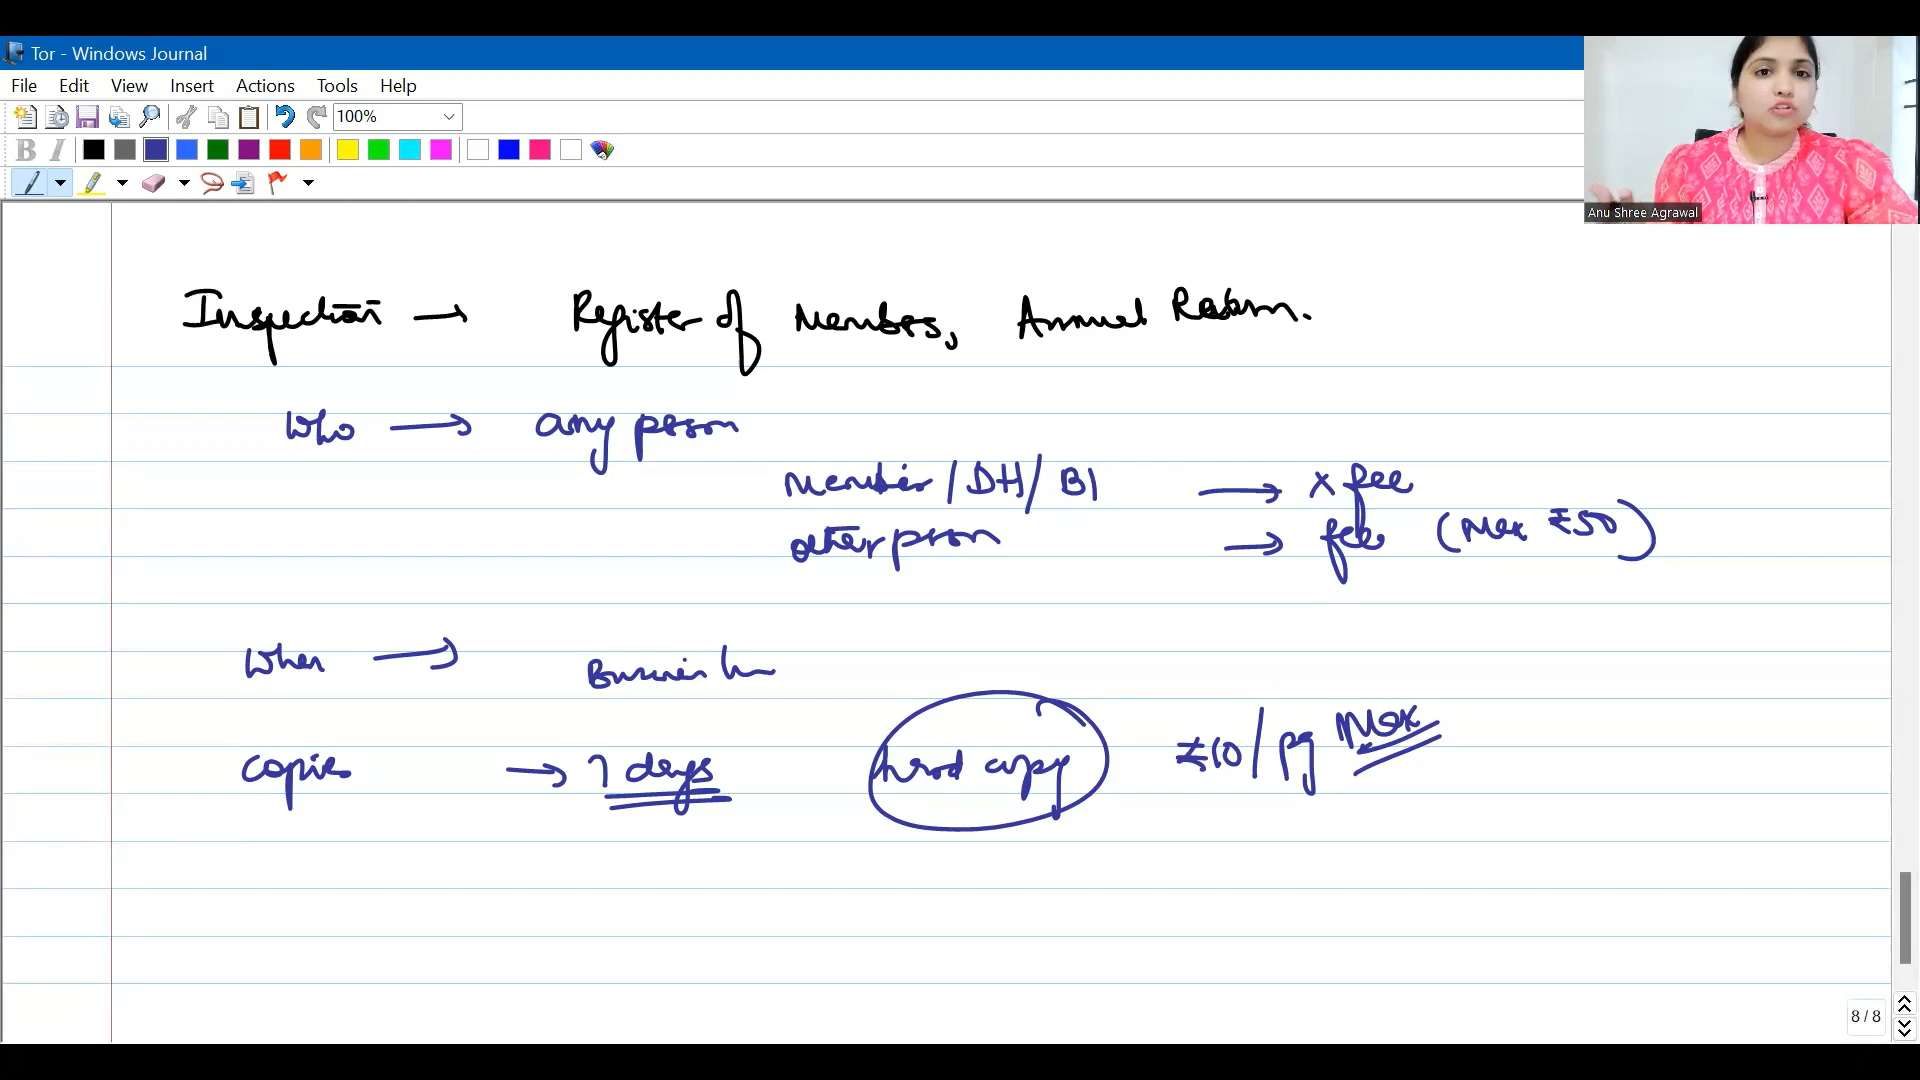 Tor - Windows Journal
File Edit View Insert Actions Tools Help
100%
B I
Anu Shree Agrawal
Inspection → Register of Members, Annual Return.
Who → any person
Member / DH / BI → x fee
other person → fee (Max ₹50)
When → Business hr
Copies → 7 days hard copy ₹10/pg Max
8 / 8